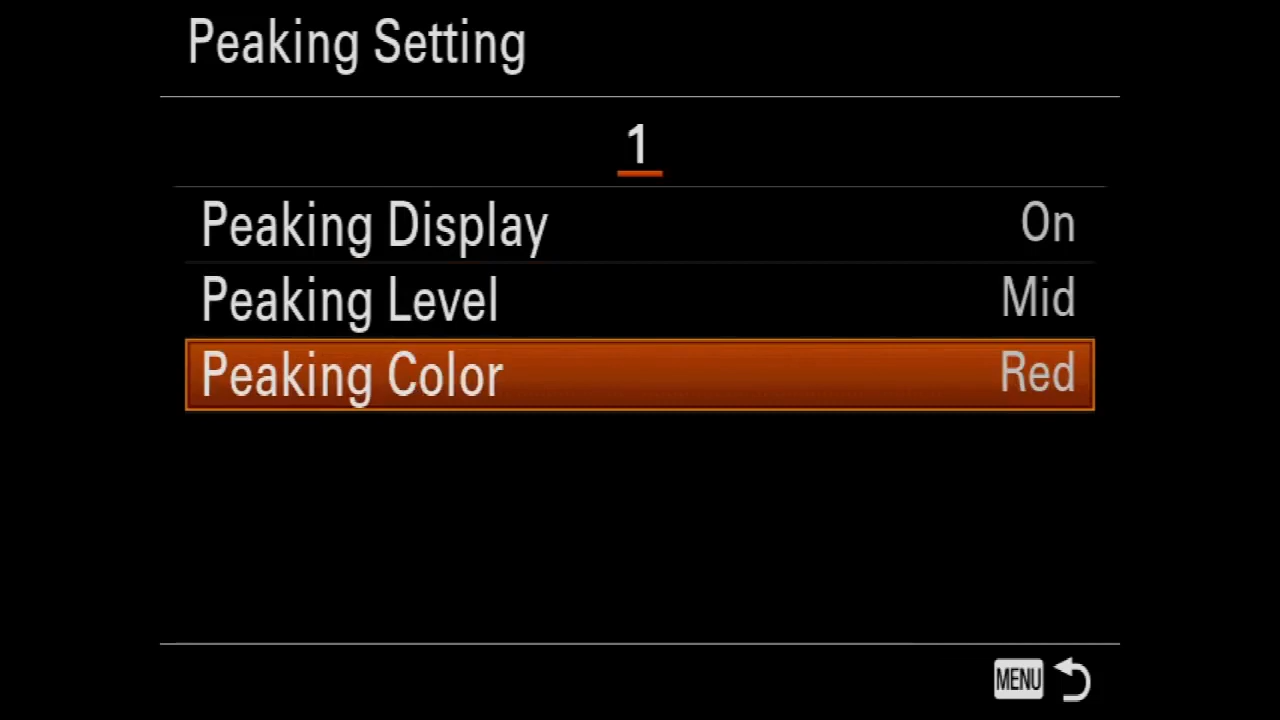 Peaking Setting
1
Peaking Display On
Peaking Level Mid
Peaking Color Red
MENU